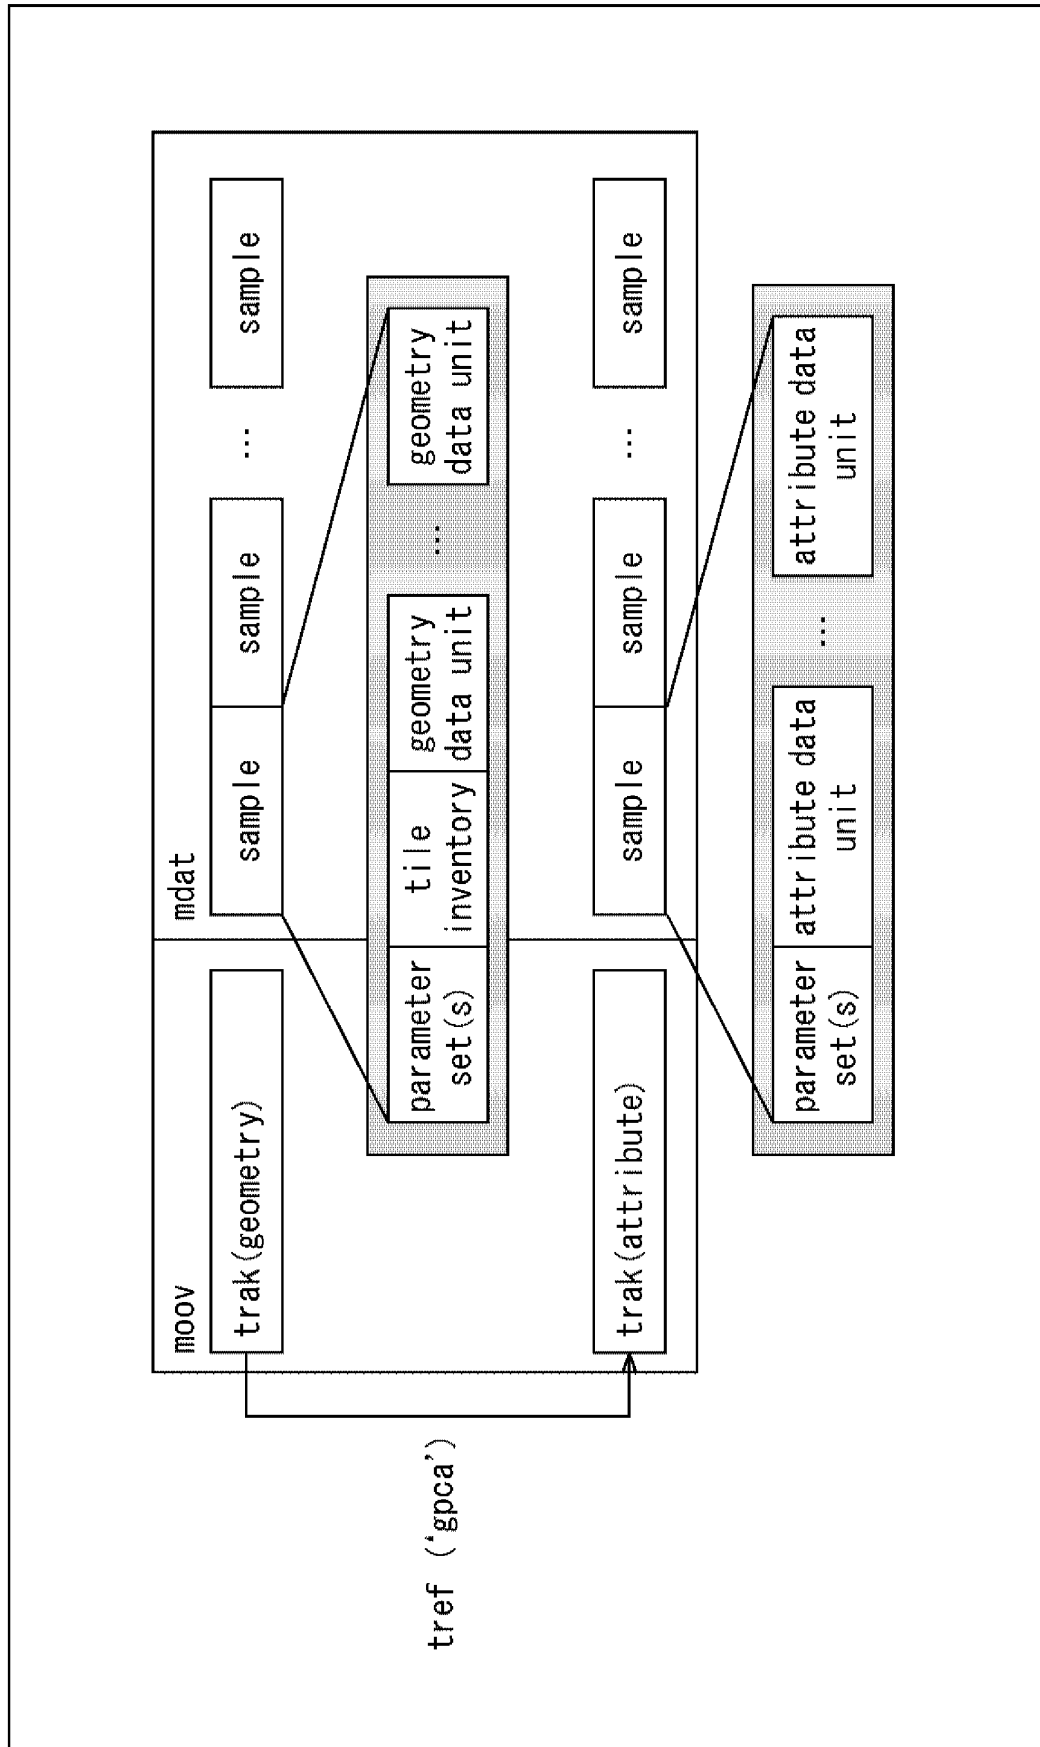 moov
mdat
trak(geometry)
sample
sample
...
sample
parameter
set(s)
tile
inventory
geometry
data unit
...
geometry
data unit
tref (‘gpca’)
trak(attribute)
sample
sample
...
sample
parameter
set(s)
attribute data
unit
...
attribute data
unit